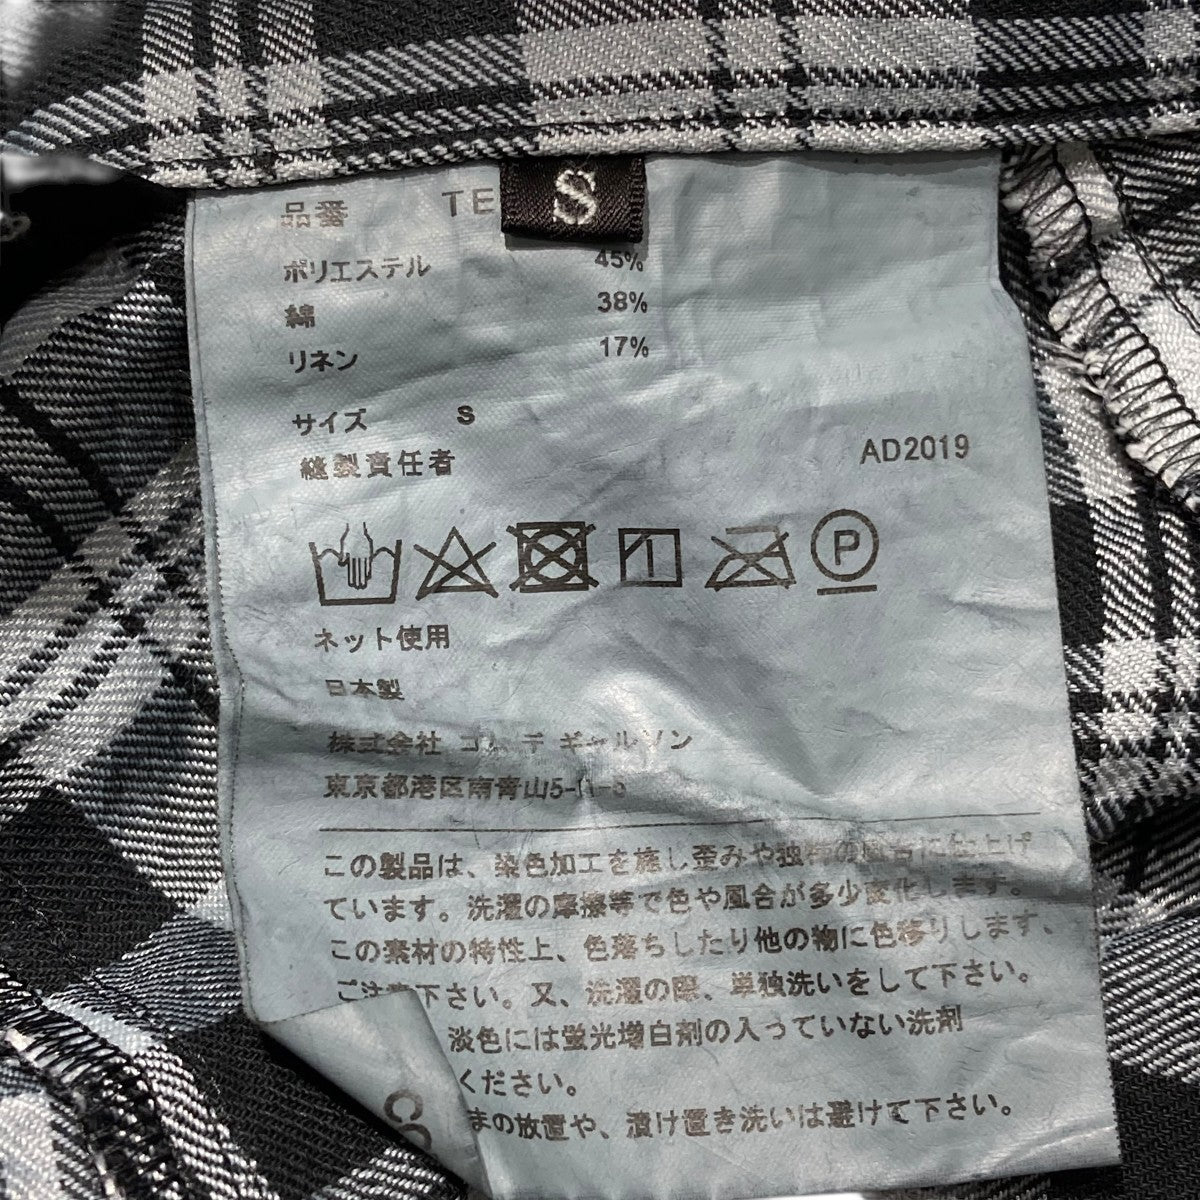 品番 TE
S
ポリエステル 45%
綿 38%
リネン 17%
サイズ S
縫製責任者
AD2019
P
ネット使用
日本製
株式会社 コム デ ギャルソン
東京都港区南青山5-11-5
この製品は、染色加工を施し歪みや独特の風合に仕上げ
ています。洗濯の摩擦等で色や風合が多少変化します。
この素材の特性上、色落ちしたり他の物に色移りします、
ご注意下さい。又、洗濯の際、単独洗いをして下さい。
淡色には蛍光増白剤の入っていない洗剤
ください。
まの放置や、漬け置き洗いは避けて下さい。
CO